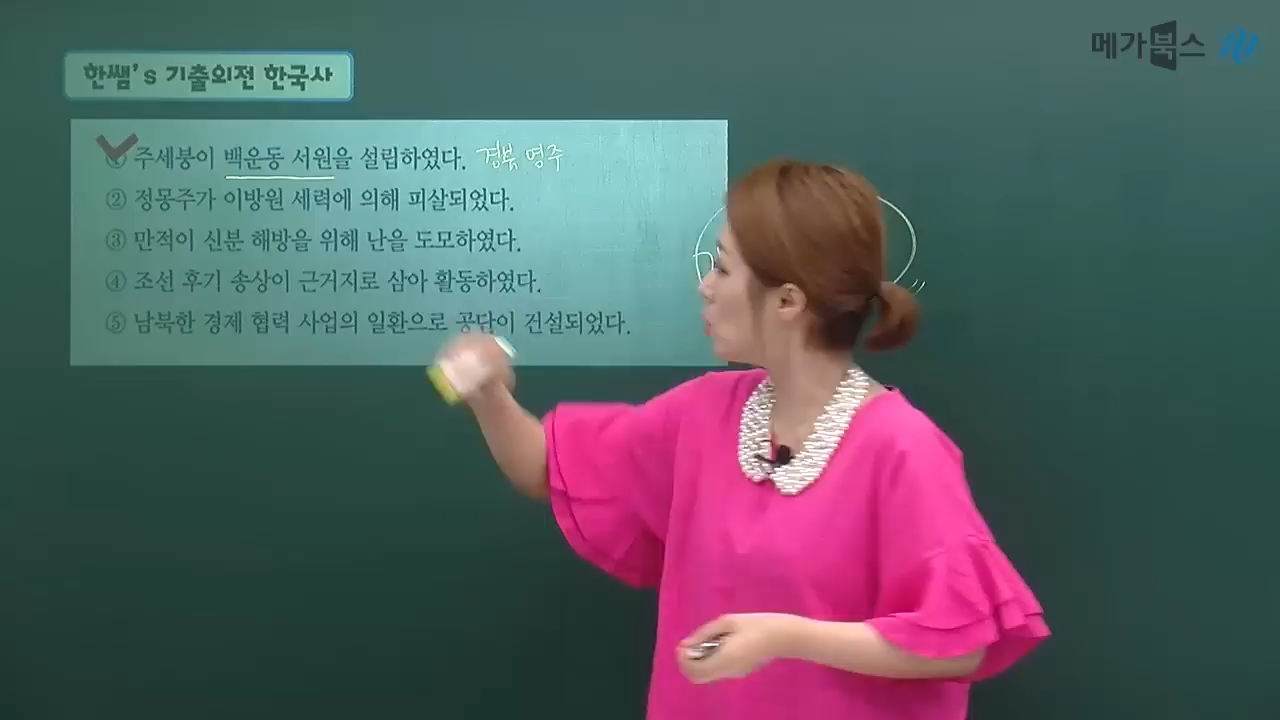 메가북스
한쌤's 기출의전 한국사
① 주세붕이 백운동 서원을 설립하였다. 경북 영주
② 정몽주가 이방원 세력에 의해 피살되었다.
③ 만적이 신분 해방을 위해 난을 도모하였다.
④ 조선 후기 송상이 근거지로 삼아 활동하였다.
⑤ 남북한 경제 협력 사업의 일환으로 공단이 건설되었다.